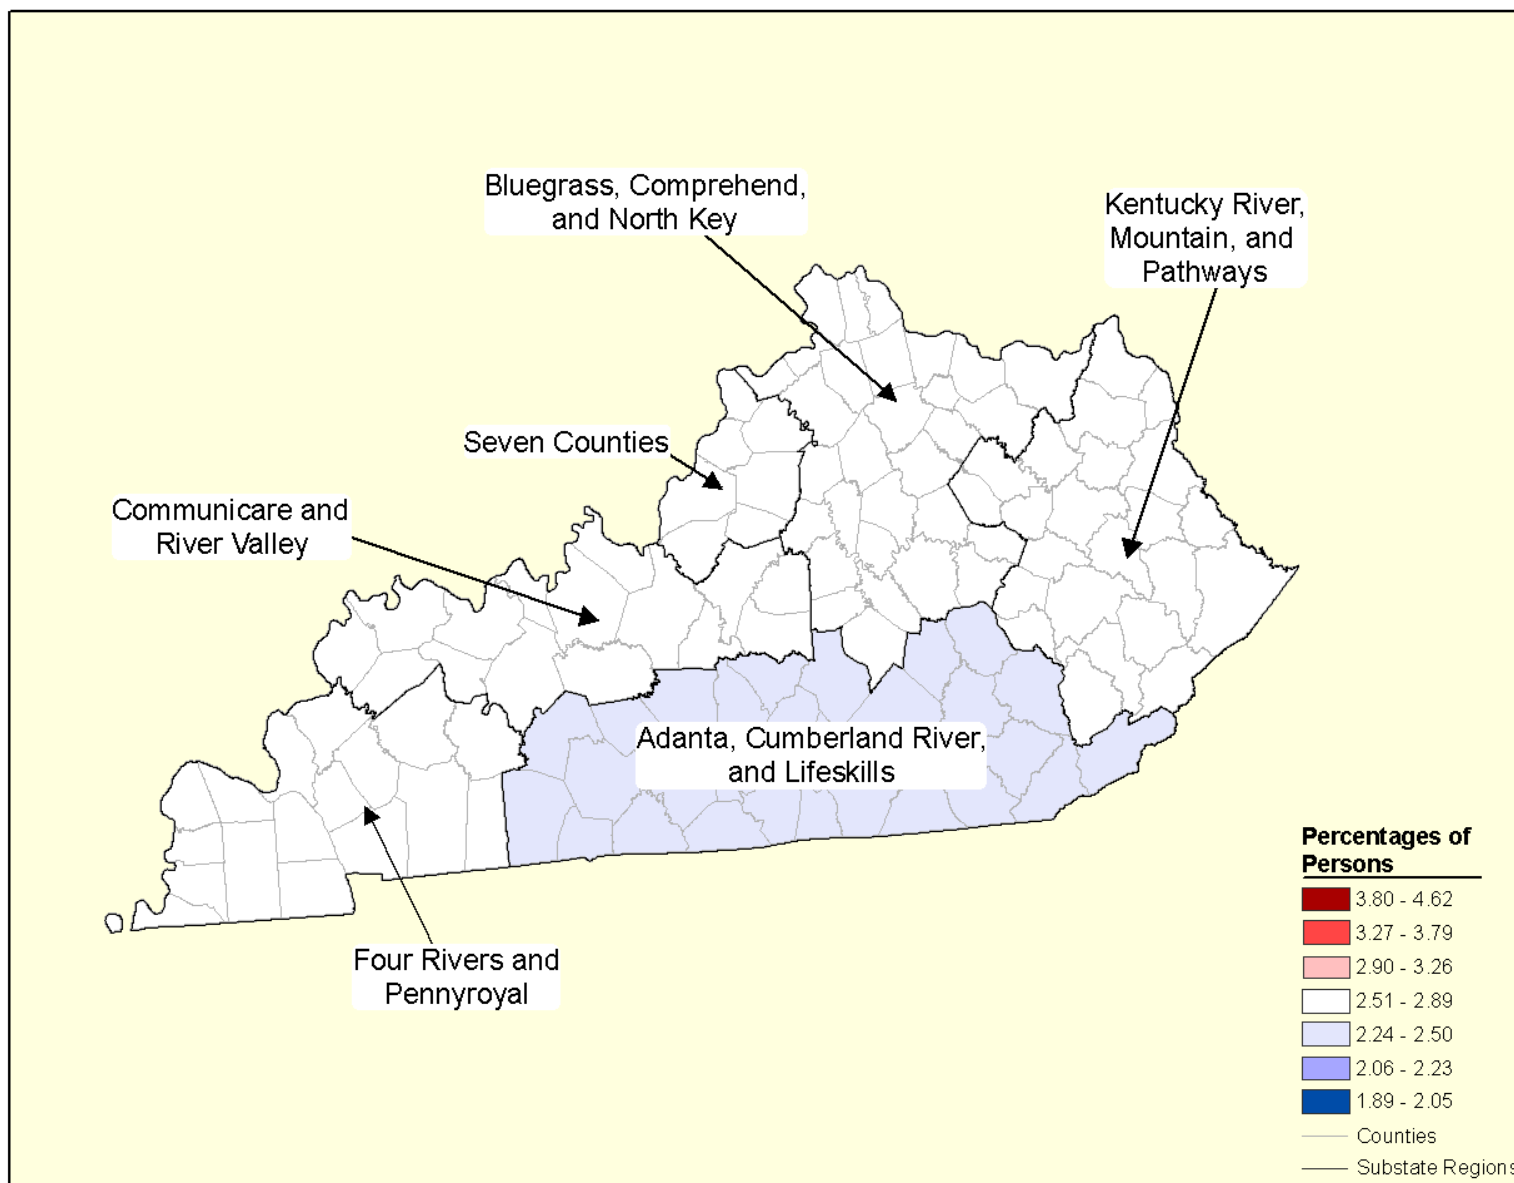 Bluegrass, Comprehend,
and North Key
Kentucky River,
Mountain, and
Pathways
Seven Counties
Communicare and
River Valley
Adanta, Cumberland River,
and Lifeskills
Four Rivers and
Pennyroyal
Percentages of
Persons
3.80 - 4.62
3.27 - 3.79
2.90 - 3.26
2.51 - 2.89
2.24 - 2.50
2.06 - 2.23
1.89 - 2.05
Counties
Substate Regions